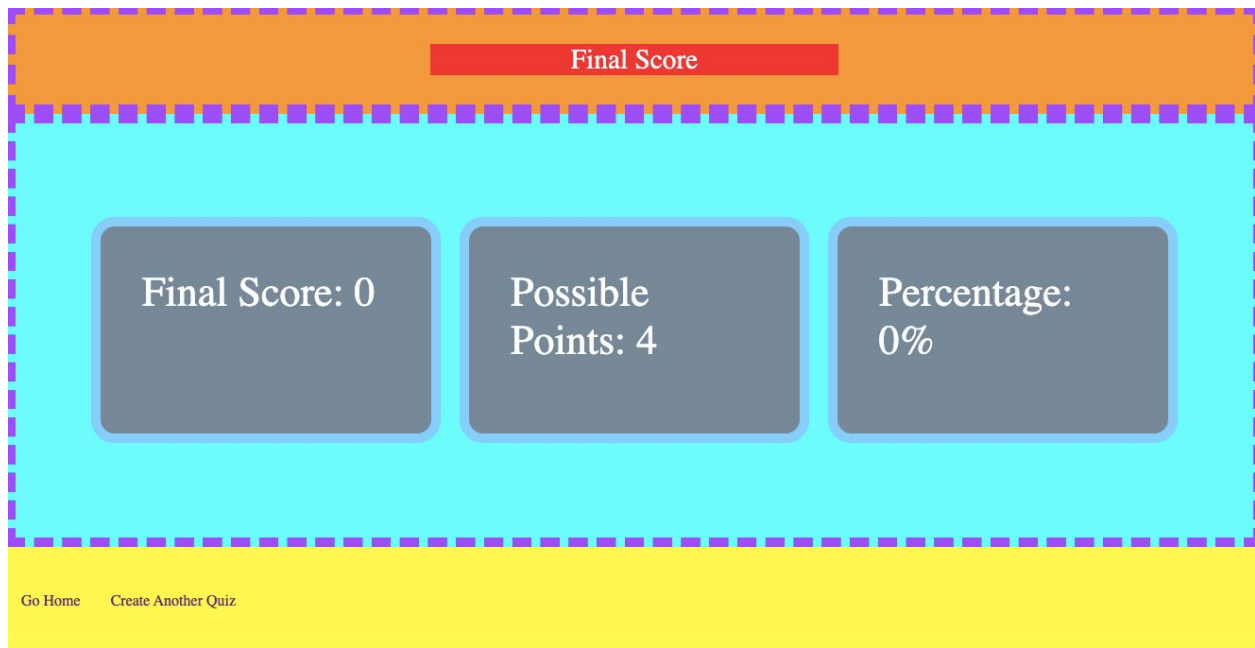 Final Score
Final Score: 0
Possible
Points: 4
Percentage:
0%
Go Home
Create Another Quiz